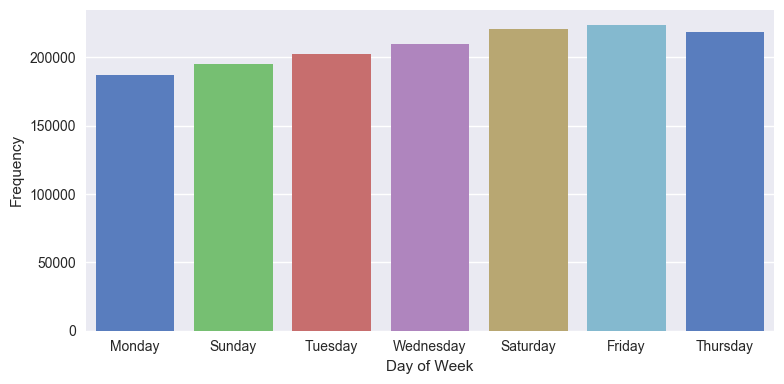 Frequency
200000
150000
100000
50000
0
Monday Sunday Tuesday Wednesday Saturday Friday Thursday
Day of Week